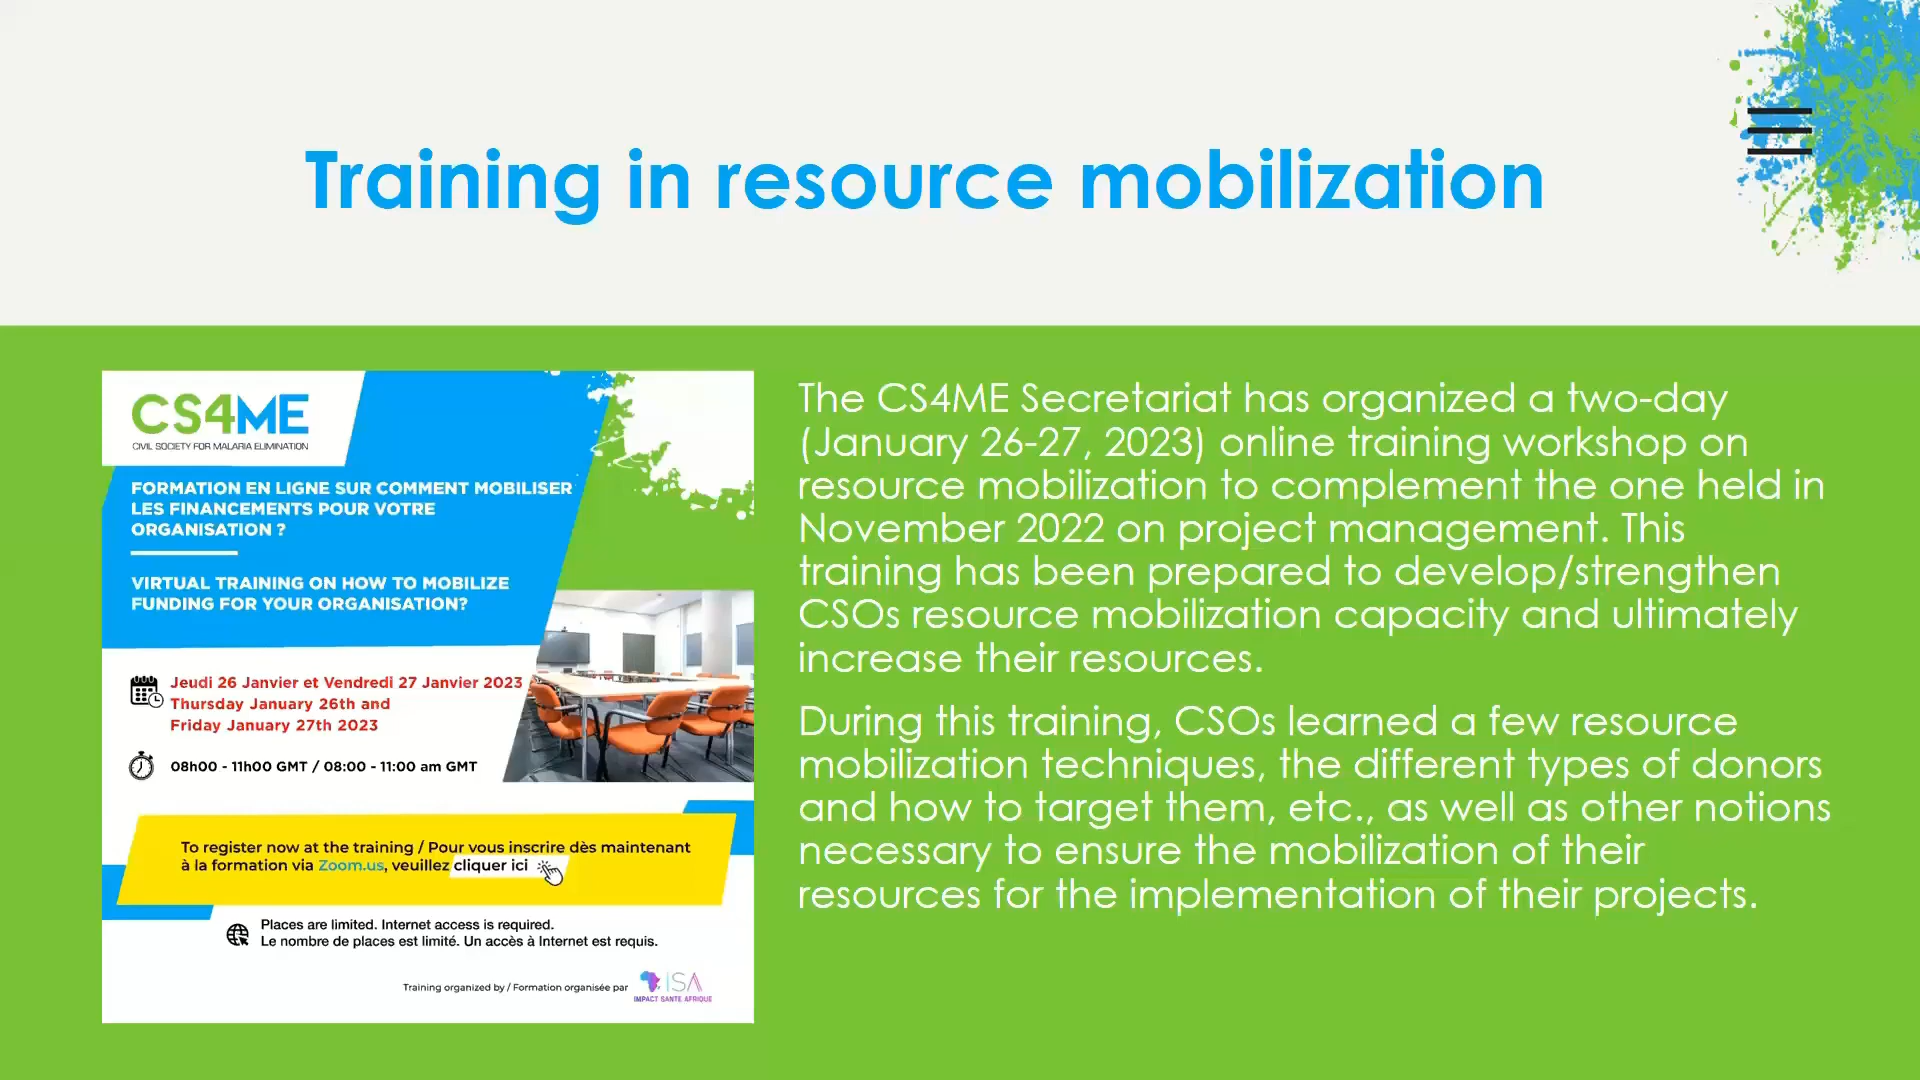 Training in resource mobilization
CS4ME
CIVIL SOCIETY FOR MALARIA ELIMINATION
FORMATION EN LIGNE SUR COMMENT MOBILISER
LES FINANCEMENTS POUR VOTRE
ORGANISATION ?
VIRTUAL TRAINING ON HOW TO MOBILIZE
FUNDING FOR YOUR ORGANISATION?
Jeudi 26 Janvier et Vendredi 27 Janvier 2023
Thursday January 26th and
Friday January 27th 2023
08h00 - 11h00 GMT / 08:00 - 11:00 am GMT
To register now at the training / Pour vous inscrire dès maintenant
à la formation via Zoom.us, veuillez cliquer ici
Places are limited. Internet access is required.
Le nombre de places est limité. Un accès à Internet est requis.
Training organized by / Formation organisée par
ISA
IMPACT SANTE AFRIQUE
The CS4ME Secretariat has organized a two-day
(January 26-27, 2023) online training workshop on
resource mobilization to complement the one held in
November 2022 on project management. This
training has been prepared to develop/strengthen
CSOs resource mobilization capacity and ultimately
increase their resources.
During this training, CSOs learned a few resource
mobilization techniques, the different types of donors
and how to target them, etc., as well as other notions
necessary to ensure the mobilization of their
resources for the implementation of their projects.